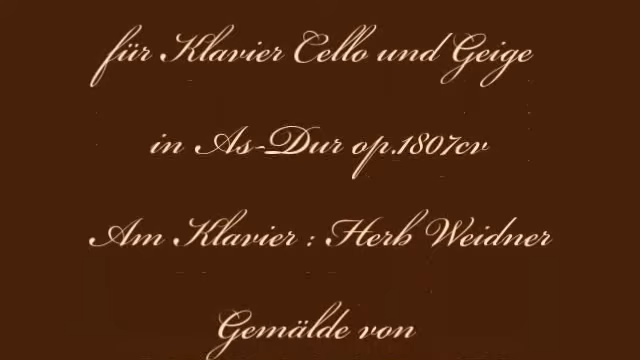 für Klavier Cello und Geige
in As-Dur op.1807cv
Am Klavier : Herb Weidner
Gemälde von